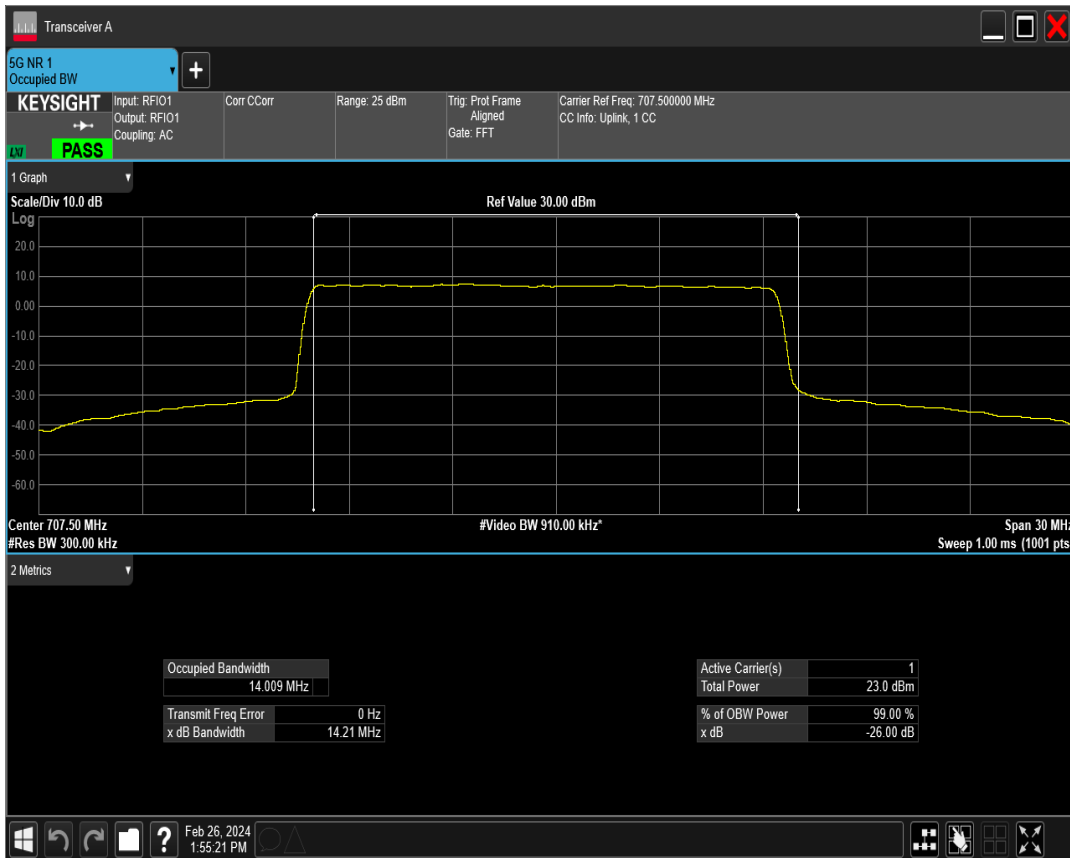 Transceiver A
5G NR 1
Occupied BW
+
KEYSIGHT
LXI
PASS
Input: RFIO1
Output: RFIO1
Coupling: AC
Corr CCorr
Range: 25 dBm
Trig: Prot Frame
Aligned
Gate: FFT
Carrier Ref Freq: 707.500000 MHz
CC Info: Uplink, 1 CC
1 Graph
Scale/Div 10.0 dB
Ref Value 30.00 dBm
Log
20.0
10.0
0.00
-10.0
-20.0
-30.0
-40.0
-50.0
-60.0
Center 707.50 MHz
#Video BW 910.00 kHz*
Span 30 MHz
#Res BW 300.00 kHz
Sweep 1.00 ms (1001 pts
2 Metrics
Occupied Bandwidth
14.009 MHz
Transmit Freq Error 0 Hz
x dB Bandwidth 14.21 MHz
Active Carrier(s) 1
Total Power 23.0 dBm
% of OBW Power 99.00 %
x dB -26.00 dB
?
Feb 26, 2024
1:55:21 PM